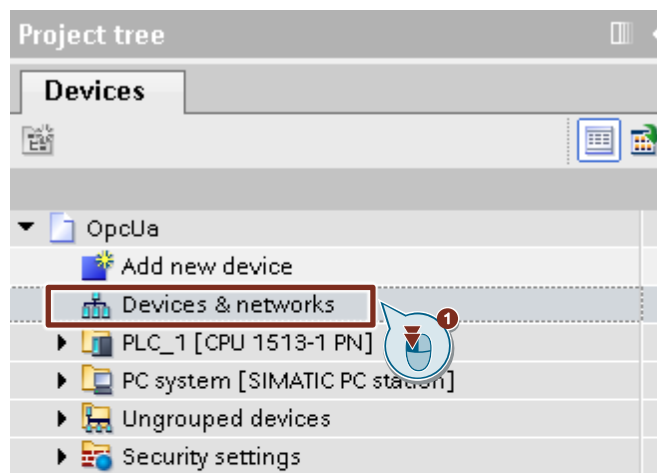 Project tree
Devices
OpcUa
Add new device
Devices & networks
1
PLC_1 [CPU 1513-1 PN]
PC system [SIMATIC PC station]
Ungrouped devices
Security settings